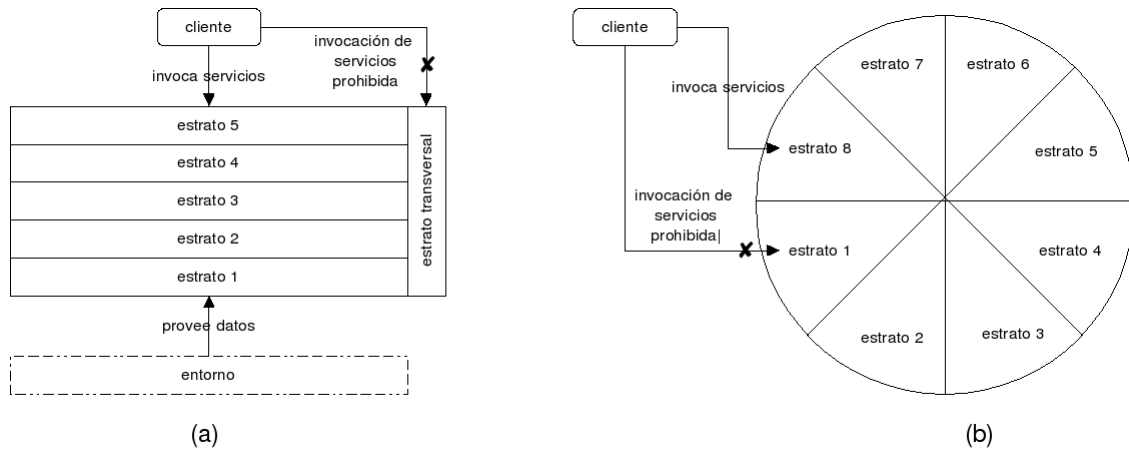 cliente
invocación de
servicios
prohibida
invoca servicios
estrato 5
estrato 4
estrato 3
estrato 2
estrato 1
estrato transversal
provee datos
entorno
(a)
cliente
invoca servicios
invocación de
servicios
prohibida|
estrato 7
estrato 6
estrato 8
estrato 5
estrato 1
estrato 4
estrato 2
estrato 3
(b)